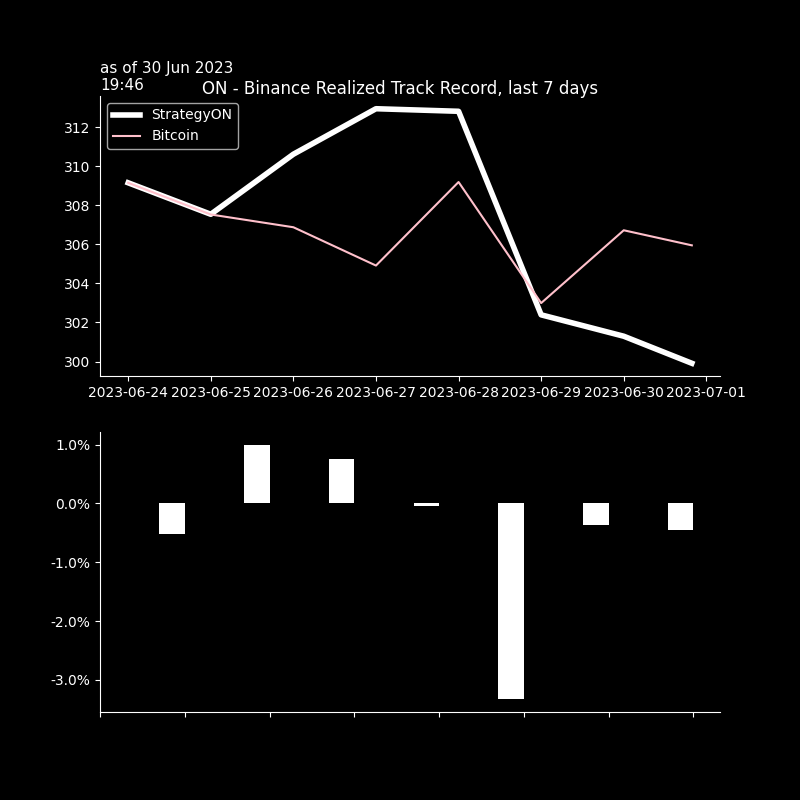 as of 30 Jun 2023
19:46
ON - Binance Realized Track Record, last 7 days
StrategyON
Bitcoin
312
310
308
306
304
302
300
2023-06-24 2023-06-25 2023-06-26 2023-06-27 2023-06-28 2023-06-29 2023-06-30 2023-07-01
1.0%
0.0%
-1.0%
-2.0%
-3.0%